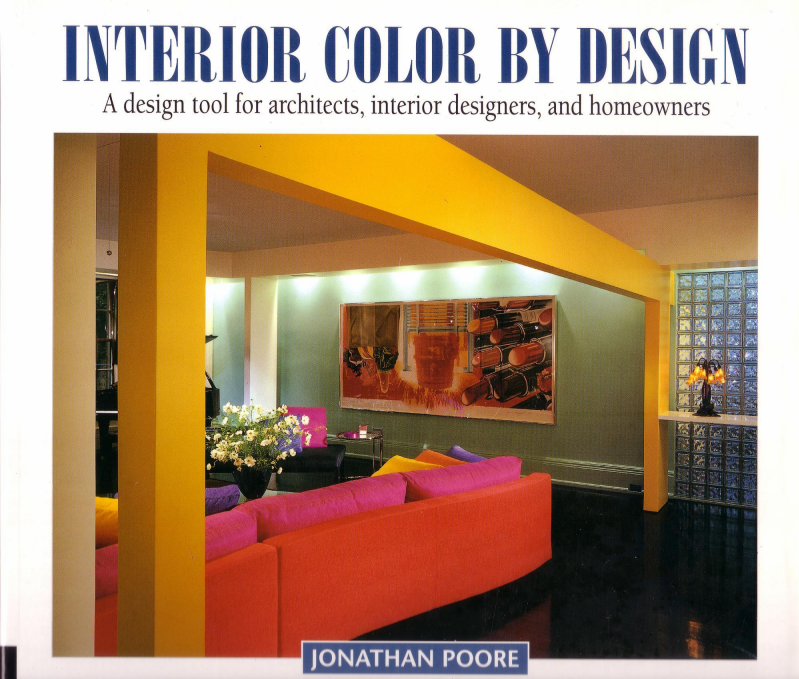 INTERIOR COLOR BY DESIGN
A design tool for architects, interior designers, and homeowners
JONATHAN POORE